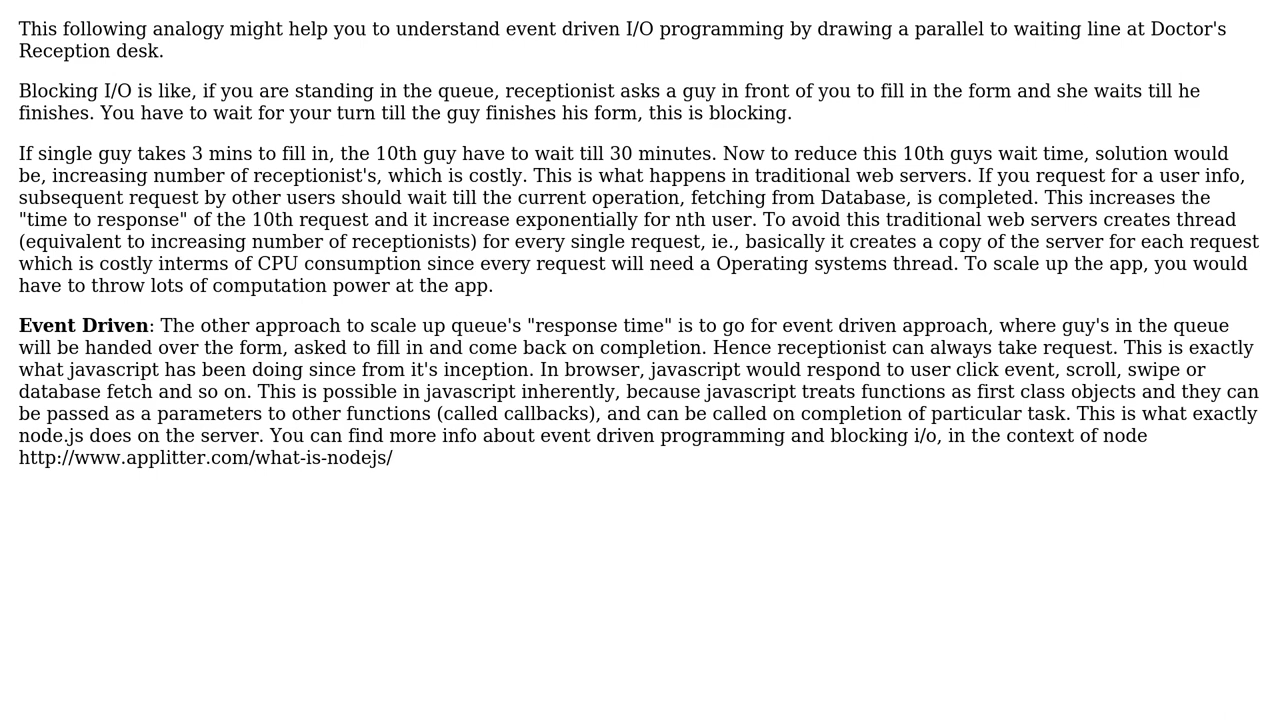 This following analogy might help you to understand event driven I/O programming by drawing a parallel to waiting line at Doctor's
Reception desk.
Blocking I/O is like, if you are standing in the queue, receptionist asks a guy in front of you to fill in the form and she waits till he
finishes. You have to wait for your turn till the guy finishes his form, this is blocking.
If single guy takes 3 mins to fill in, the 10th guy have to wait till 30 minutes. Now to reduce this 10th guys wait time, solution would
be, increasing number of receptionist's, which is costly. This is what happens in traditional web servers. If you request for a user info,
subsequent request by other users should wait till the current operation, fetching from Database, is completed. This increases the
"time to response" of the 10th request and it increase exponentially for nth user. To avoid this traditional web servers creates thread
(equivalent to increasing number of receptionists) for every single request, ie., basically it creates a copy of the server for each request
which is costly interms of CPU consumption since every request will need a Operating systems thread. To scale up the app, you would
have to throw lots of computation power at the app.
Event Driven: The other approach to scale up queue's "response time" is to go for event driven approach, where guy's in the queue
will be handed over the form, asked to fill in and come back on completion. Hence receptionist can always take request. This is exactly
what javascript has been doing since from it's inception. In browser, javascript would respond to user click event, scroll, swipe or
database fetch and so on. This is possible in javascript inherently, because javascript treats functions as first class objects and they can
be passed as a parameters to other functions (called callbacks), and can be called on completion of particular task. This is what exactly
node.js does on the server. You can find more info about event driven programming and blocking i/o, in the context of node
http://www.applitter.com/what-is-nodejs/